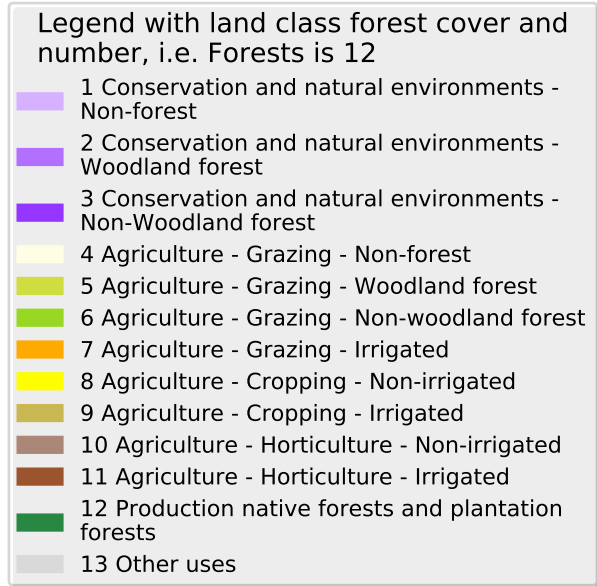 Legend with land class forest cover and
number, i.e. Forests is 12
1 Conservation and natural environments -
Non-forest
2 Conservation and natural environments -
Woodland forest
3 Conservation and natural environments -
Non-Woodland forest
4 Agriculture - Grazing - Non-forest
5 Agriculture - Grazing - Woodland forest
6 Agriculture - Grazing - Non-woodland forest
7 Agriculture - Grazing - Irrigated
8 Agriculture - Cropping - Non-irrigated
9 Agriculture - Cropping - Irrigated
10 Agriculture - Horticulture - Non-irrigated
11 Agriculture - Horticulture - Irrigated
12 Production native forests and plantation
forests
13 Other uses